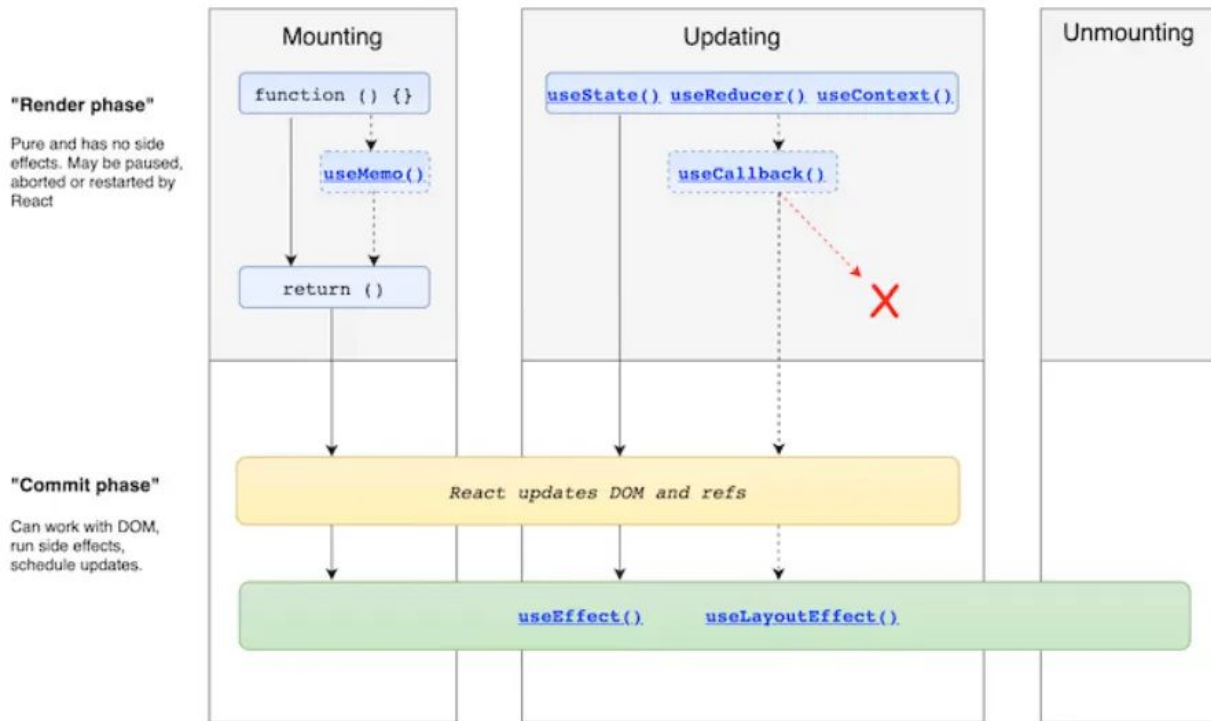 Mounting
Updating
Unmounting
"Render phase"
Pure and has no side
effects. May be paused,
aborted or restarted by
React
function () {}
useMemo()
return ()
useState() useReducer() useContext()
useCallback()
"Commit phase"
Can work with DOM,
run side effects,
schedule updates.
React updates DOM and refs
useEffect() useLayoutEffect()